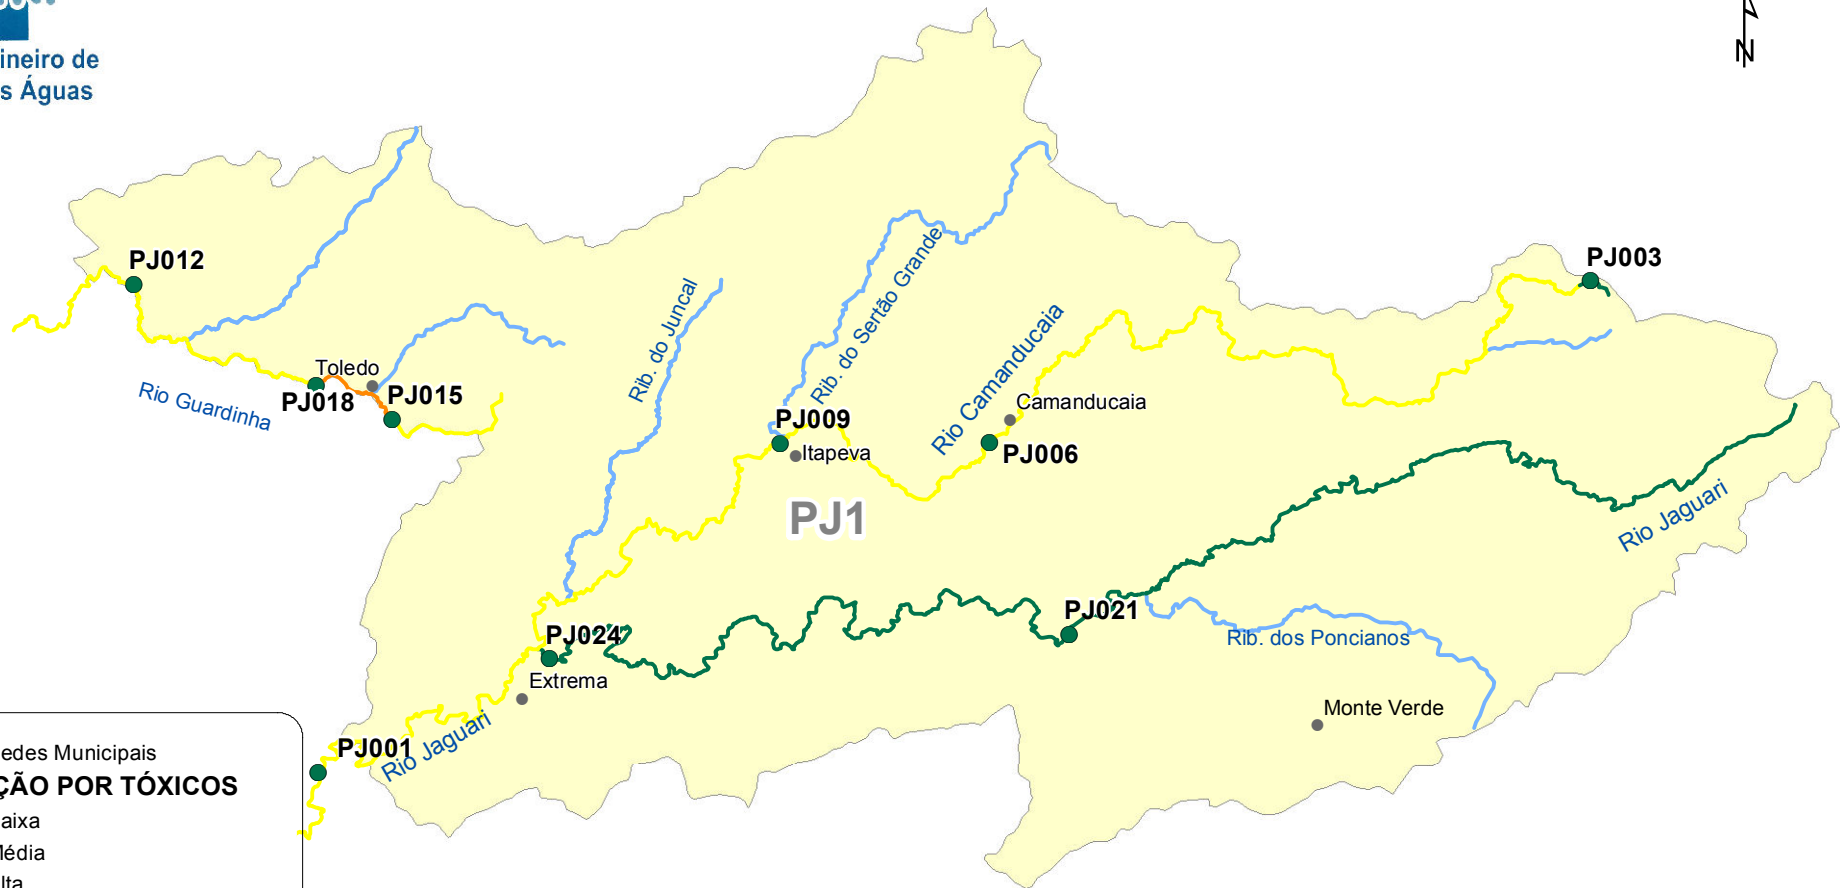 ineiro de
s Águas
N
PJ012
PJ003
Toledo
PJ018
PJ015
Rio Guardinha
Rib. do Juncal
Rib. do Sertão Grande
Rio Camanducaia
Camanducaia
PJ009
Itapeva
PJ006
PJ1
Rio Jaguari
PJ024
PJ021
Rib. dos Poncianos
Extrema
Monte Verde
PJ001
Rio Jaguari
edes Municipais
ÇÃO POR TÓXICOS
aixa
Média
lta